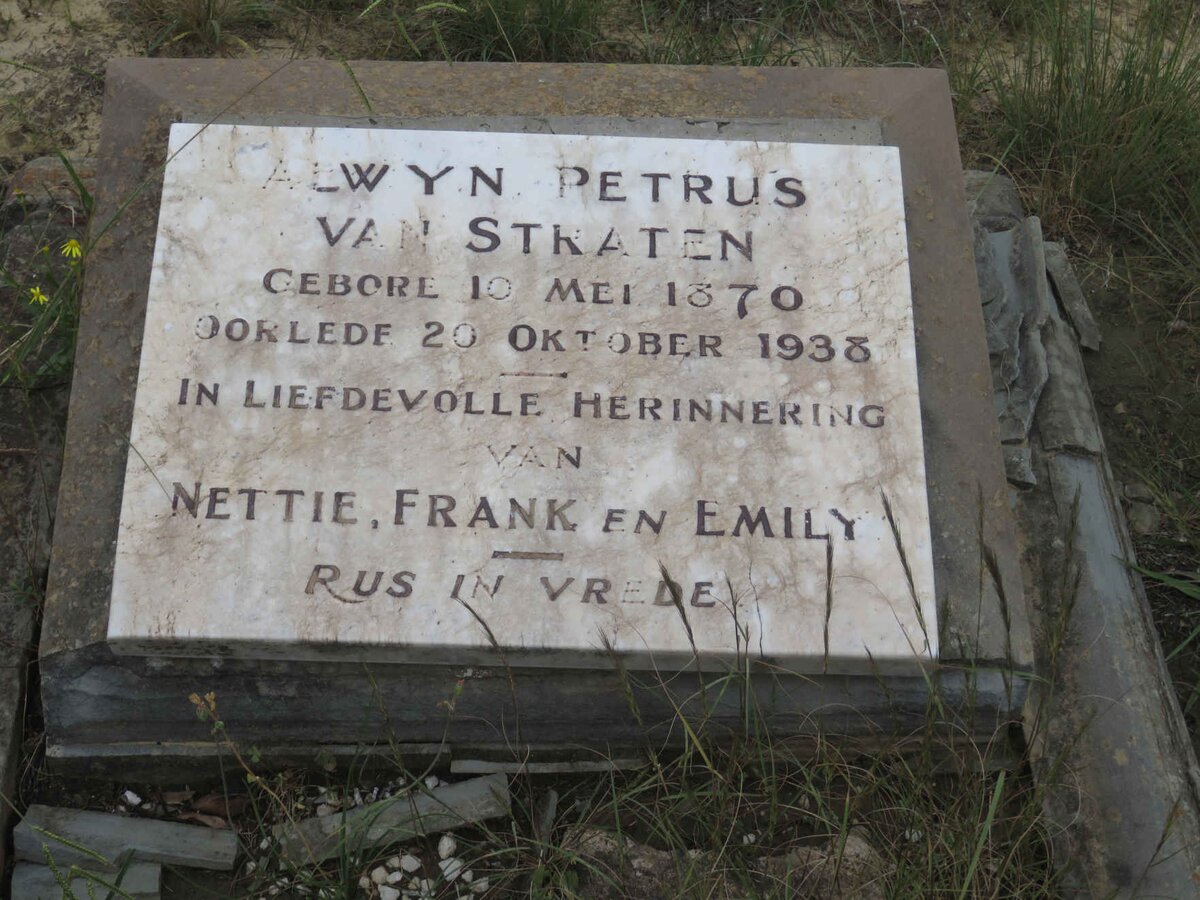 ALWYN PETRUS
VAN STRATEN
GEBORE 10 MEI 1870
OORLEDE 20 OKTOBER 1938
IN LIEFDEVOLLE HERINNERING
VAN
NETTIE, FRANK EN EMILY
RUS IN VREDE